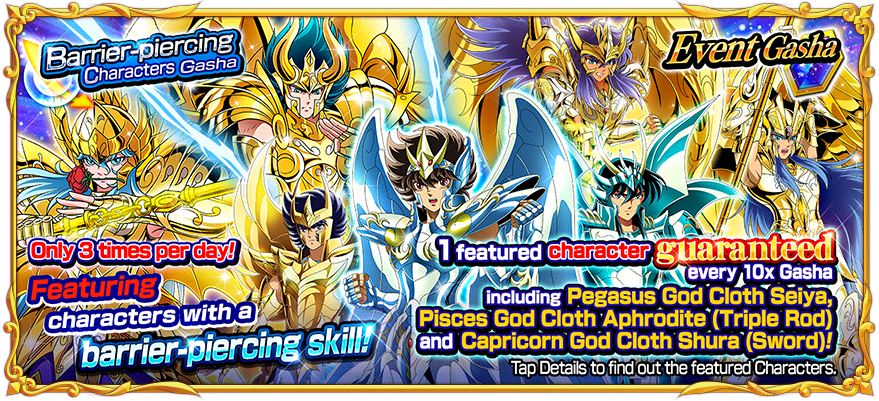 Barrier-piercing
Characters Gasha
Event Gasha
Only 3 times per day!
Featuring
characters with a
barrier-piercing skill!
1 featured character guaranteed
every 10x Gasha
including Pegasus God Cloth Seiya,
Pisces God Cloth Aphrodite (Triple Rod)
and Capricorn God Cloth Shura (Sword)!
Tap Details to find out the featured Characters.